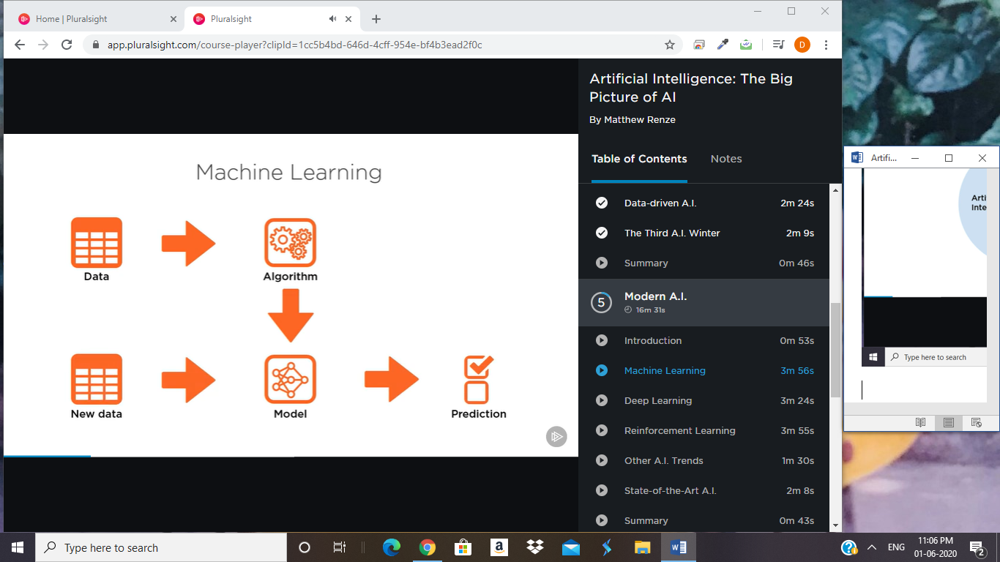 Home | Pluralsight
Pluralsight
app.pluralsight.com/course-player?clipId=1cc5b4bd-646d-4cff-954e-bf4b3ead2f0c
D
Machine Learning
Data
Algorithm
New data
Model
Prediction
Artificial Intelligence: The Big
Picture of AI
By Matthew Renze
Table of Contents
Notes
Data-driven A.I. 2m 24s
The Third A.I. Winter 2m 9s
Summary 0m 46s
5
Modern A.I.
16m 31s
Introduction 0m 53s
Machine Learning 3m 56s
Deep Learning 3m 24s
Reinforcement Learning 3m 55s
Other A.I. Trends 1m 30s
State-of-the-Art A.I. 2m 8s
Summary 0m 43s
Artifi...
Arti
Inte
Type here to search
Type here to search
ENG
11:06 PM
01-06-2020
2